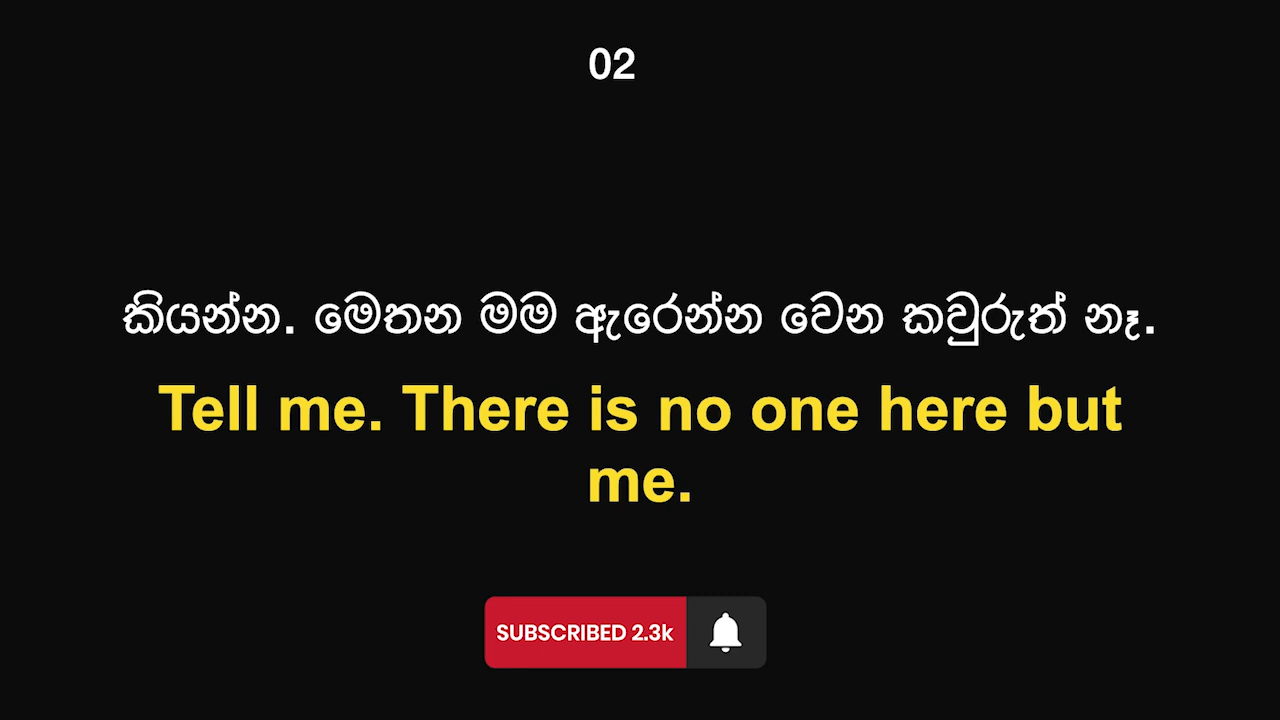 02
කියන්න. මෙතන මම ඇරෙන්න වෙන කවුරුත් නෑ.
Tell me. There is no one here but
me.
SUBSCRIBED 2.3k